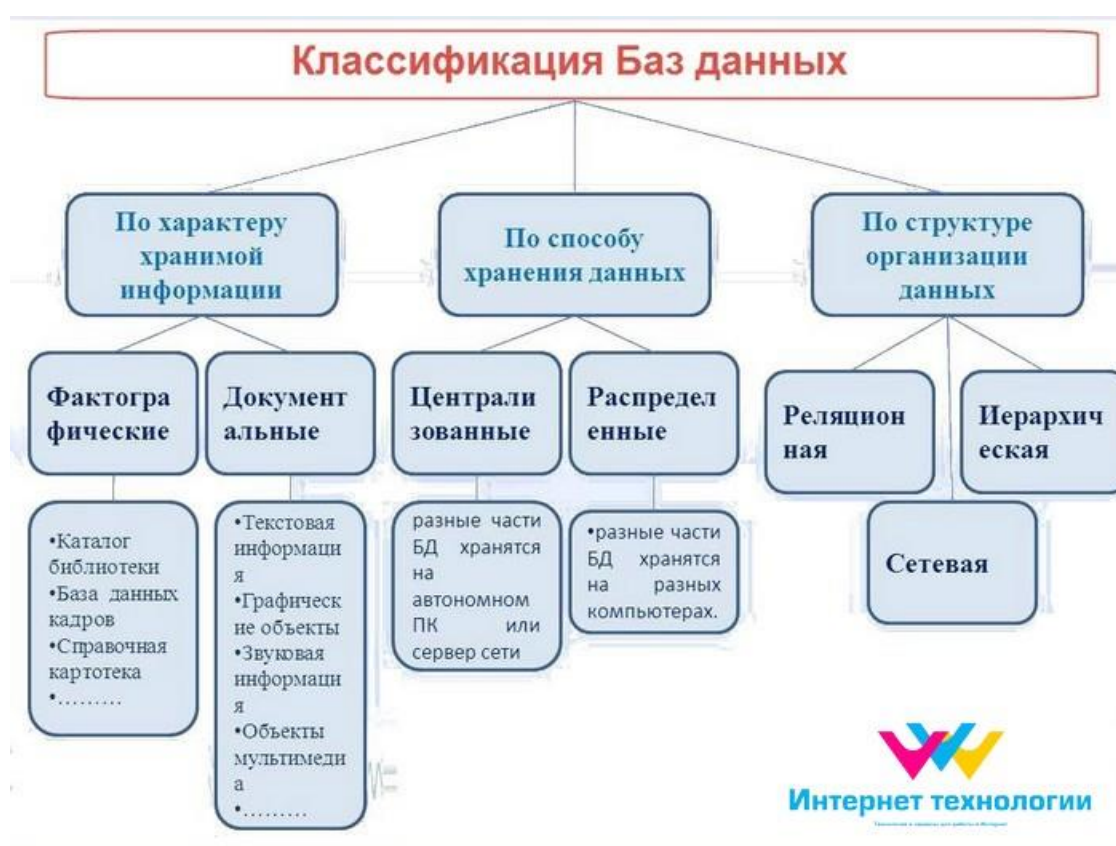 Классификация Баз данных
По характеру
хранимой
информации
По способу
хранения данных
По структуре
организации
данных
Фактогра
фические
Документ
альные
Централи
зованные
Распредел
енные
Реляцион
ная
Иерархич
еская
Сетевая
•Каталог
библиотеки
•База данных
кадров
•Справочная
картотека
•………
•Текстовая
информаци
я
•Графическ
ие объекты
•Звуковая
информаци
я
•Объекты
мультимеди
а
•………
разные части
БД хранятся
на
автономном
ПК или
сервер сети
•разные части
БД хранятся
на разных
компьютерах.
Интернет технологии